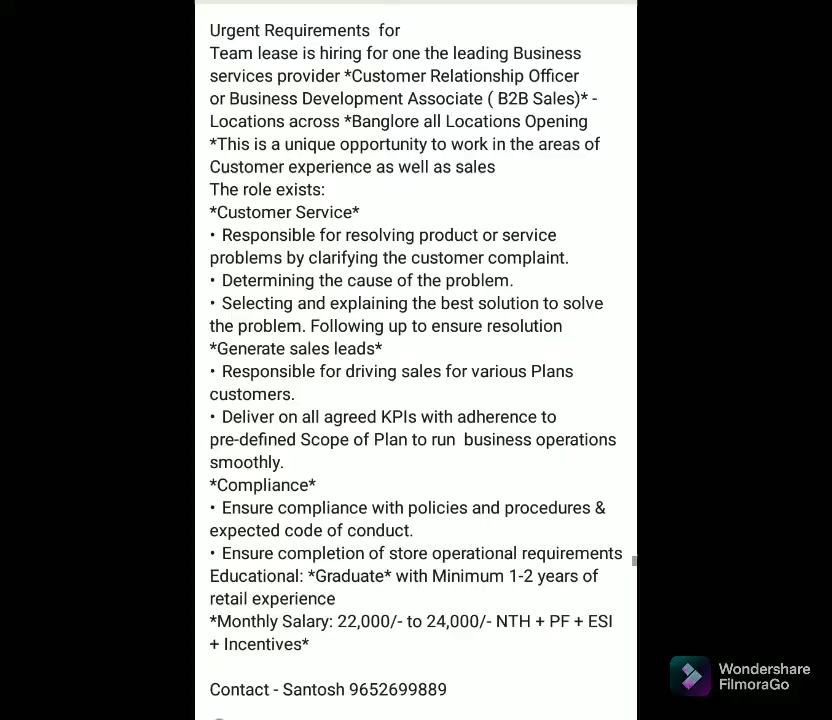 Urgent Requirements  for
Team lease is hiring for one the leading Business
services provider *Customer Relationship Officer
or Business Development Associate ( B2B Sales)* -
Locations across *Banglore all Locations Opening
*This is a unique opportunity to work in the areas of
Customer experience as well as sales
The role exists:
*Customer Service*
• Responsible for resolving product or service
problems by clarifying the customer complaint.
• Determining the cause of the problem.
• Selecting and explaining the best solution to solve
the problem. Following up to ensure resolution
*Generate sales leads*
• Responsible for driving sales for various Plans
customers.
• Deliver on all agreed KPIs with adherence to
pre-defined Scope of Plan to run  business operations
smoothly.
*Compliance*
• Ensure compliance with policies and procedures &
expected code of conduct.
• Ensure completion of store operational requirements
Educational: *Graduate* with Minimum 1-2 years of
retail experience
*Monthly Salary: 22,000/- to 24,000/- NTH + PF + ESI
+ Incentives*
Contact - Santosh 9652699889
Wondershare
FilmoraGo